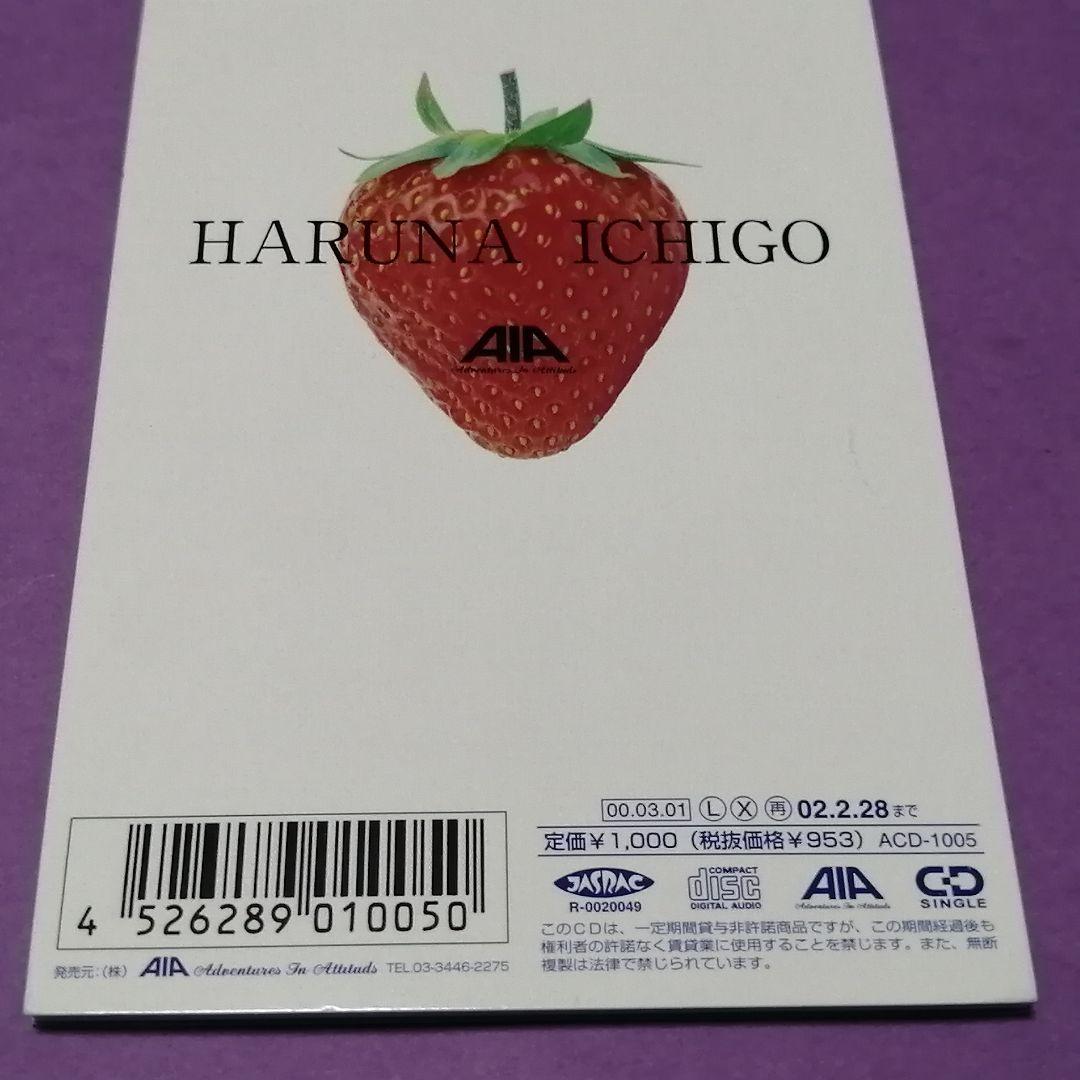 HARUNA ICHIGO
AIA
Adventures In Attituds
00.03.01 Ⓛ Ⓧ ㊢ 02.2.28まで
定価¥1,000(税抜価格¥953) ACD-1005
JASRAC
R-0020049
COMPACT
disc
DIGITAL AUDIO
AIA
Adventures In Attituds
CD
SINGLE
このCDは、一定期間貸与非許諾商品ですが、この期間経過後も
権利者の許諾なく賃貸業に使用することを禁じます。また、無断
複製は法律で禁じられています。
4 526289 010050
発売元:(株) AIA Adventures In Attituds TEL 03-3446-2275